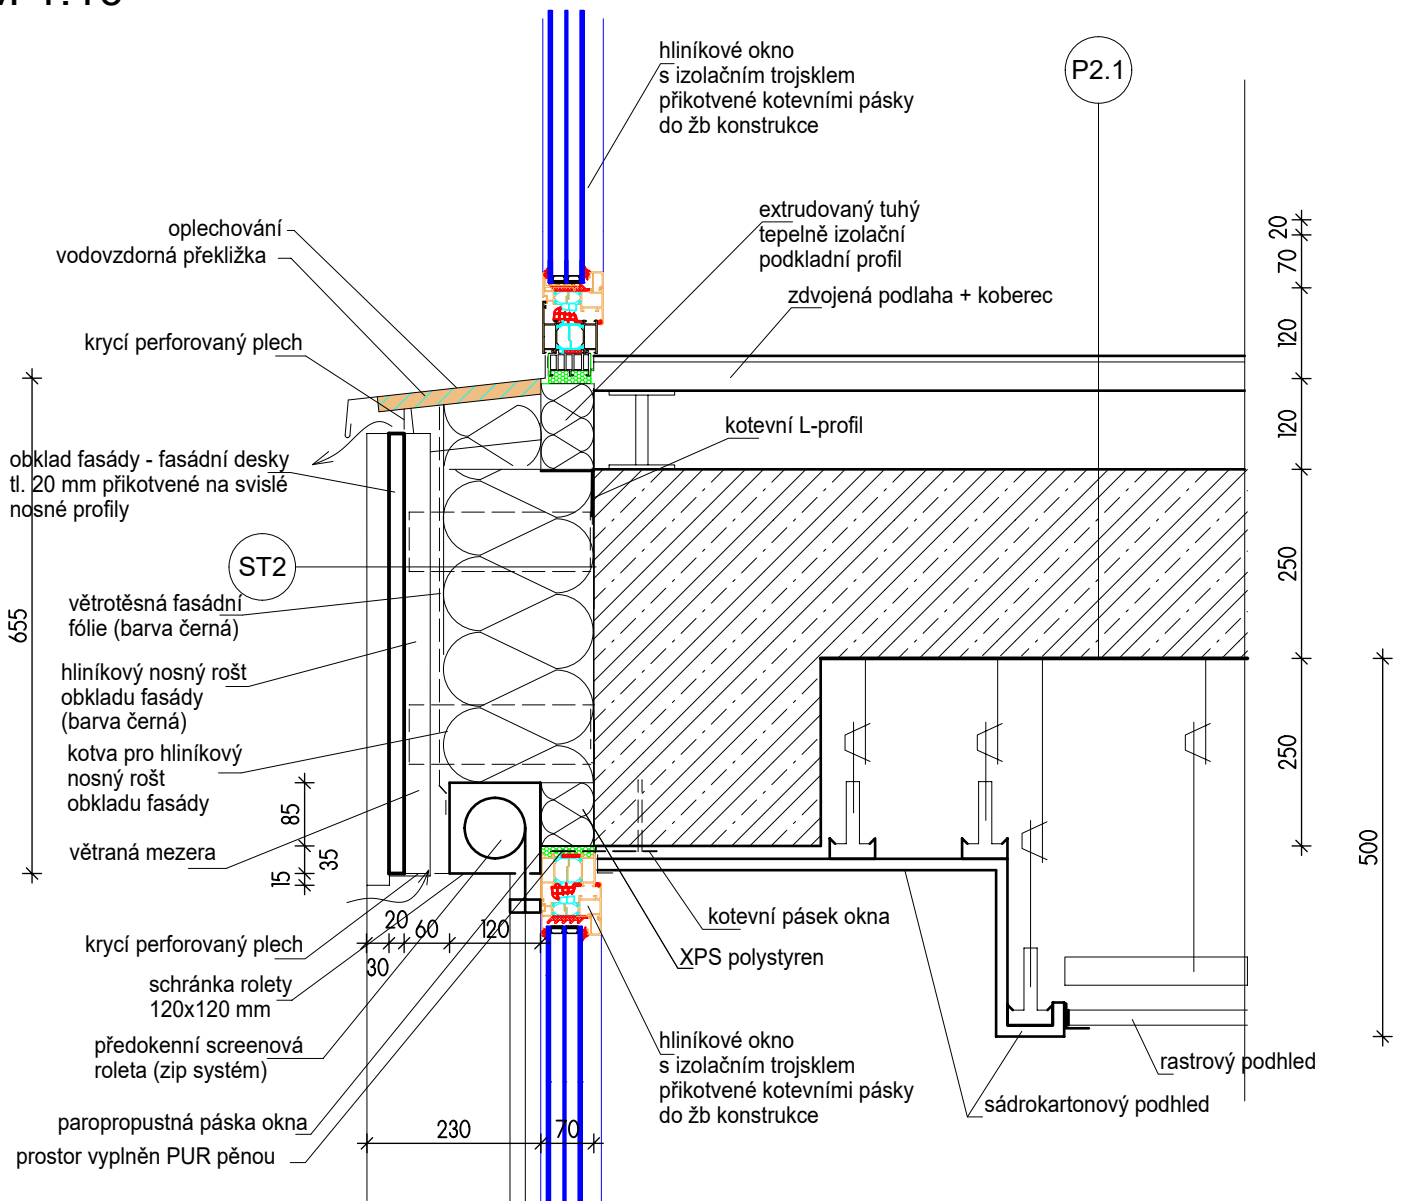 hliníkové okno
s izolačním trojsklem
přikotvené kotevními pásky
do žb konstrukce
P2.1
extrudovaný tuhý
tepelně izolační
podkladní profil
oplechování
vodovzdorná překližka
zdvojená podlaha + koberec
krycí perforovaný plech
kotevní L-profil
obklad fasády - fasádní desky
tl. 20 mm přikotvené na svislé
nosné profily
ST2
větrotěsná fasádní
fólie (barva černá)
hliníkový nosný rošt
obkladu fasády
(barva černá)
kotva pro hliníkový
nosný rošt
obkladu fasády
větraná mezera
krycí perforovaný plech
schránka rolety
120x120 mm
předokenní screenová
roleta (zip systém)
paropropustná páska okna
prostor vyplněn PUR pěnou
kotevní pásek okna
XPS polystyren
hliníkové okno
s izolačním trojsklem
přikotvené kotevními pásky
do žb konstrukce
rastrový podhled
sádrokartonový podhled
655
85
35
15
20
60
120
30
230
70
20
70
120
120
250
250
500